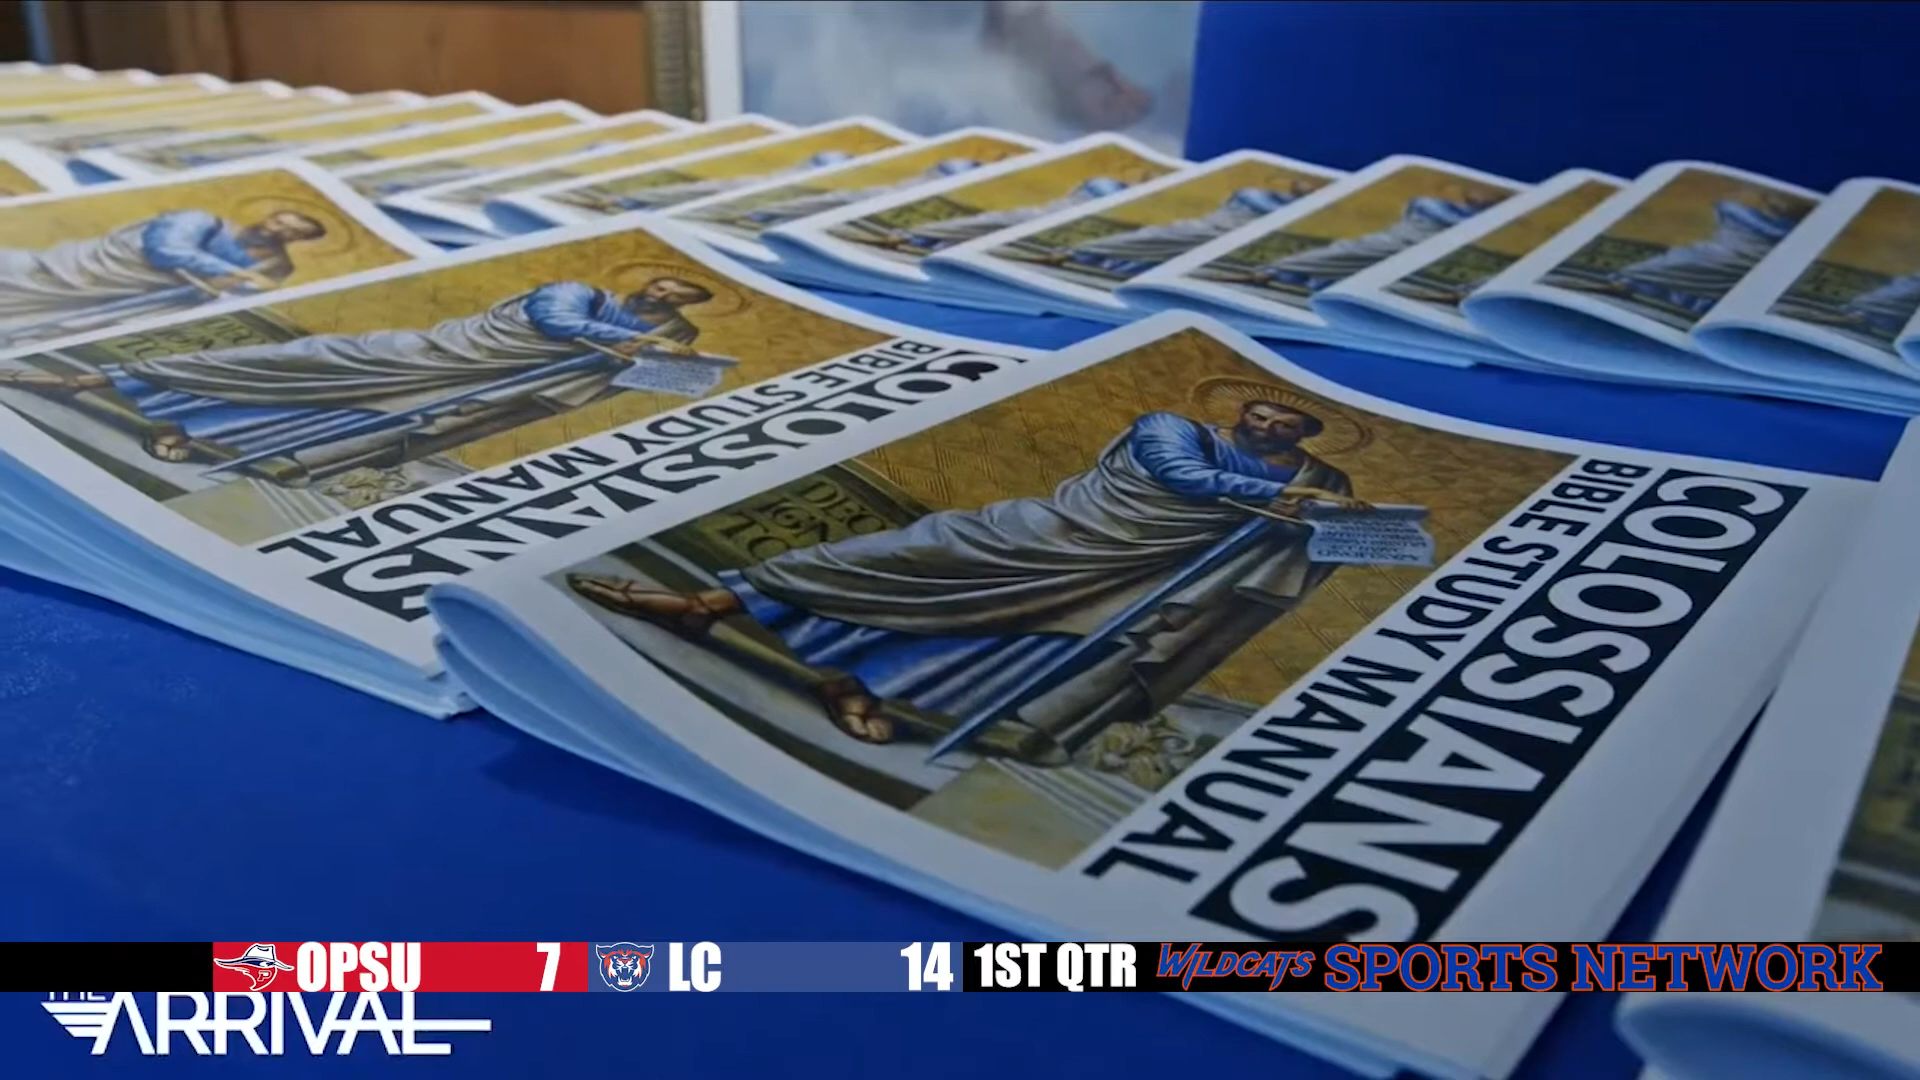 COLOSSIANS
BIBLE STUDY MANUAL
COLOSSIANS
BIBLE STUDY MANUAL
OPSU 7 LC 14 1ST QTR WILDCATS SPORTS NETWORK
THE ARRIVAL